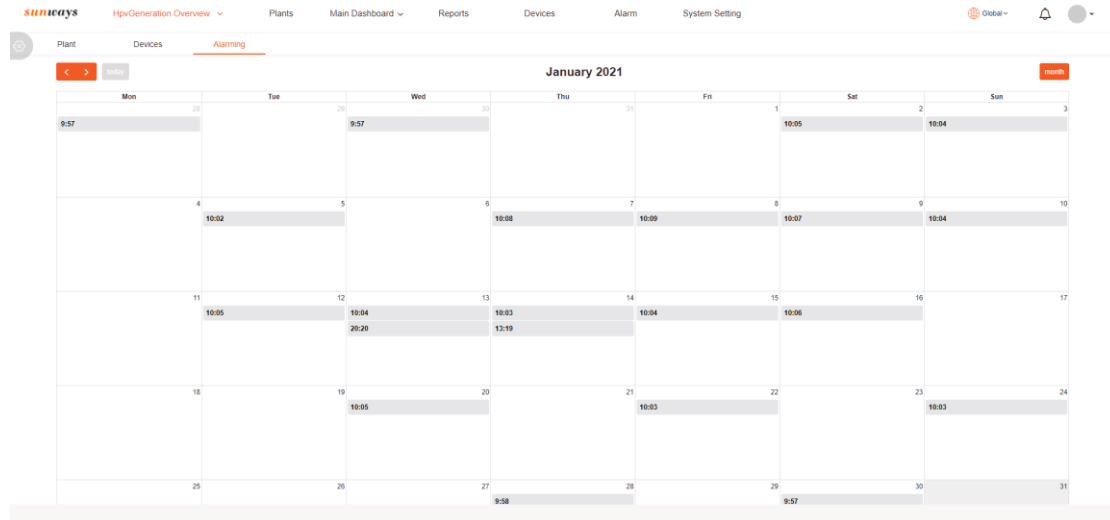 sunways HpvGeneration Overview Plants Main Dashboard Reports Devices Alarm System Setting Global
Plant Devices Alarming
today January 2021 month
Mon Tue Wed Thu Fri Sat Sun
28 29 30 31 1 2 3
9:57 9:57 10:05 10:04
4 5 6 7 8 9 10
10:02 10:08 10:09 10:07 10:04
11 12 13 14 15 16 17
10:05 10:04 10:03 10:04 10:06
20:20 13:19
18 19 20 21 22 23 24
10:05 10:03 10:03
25 26 27 28 29 30 31
9:58 9:57